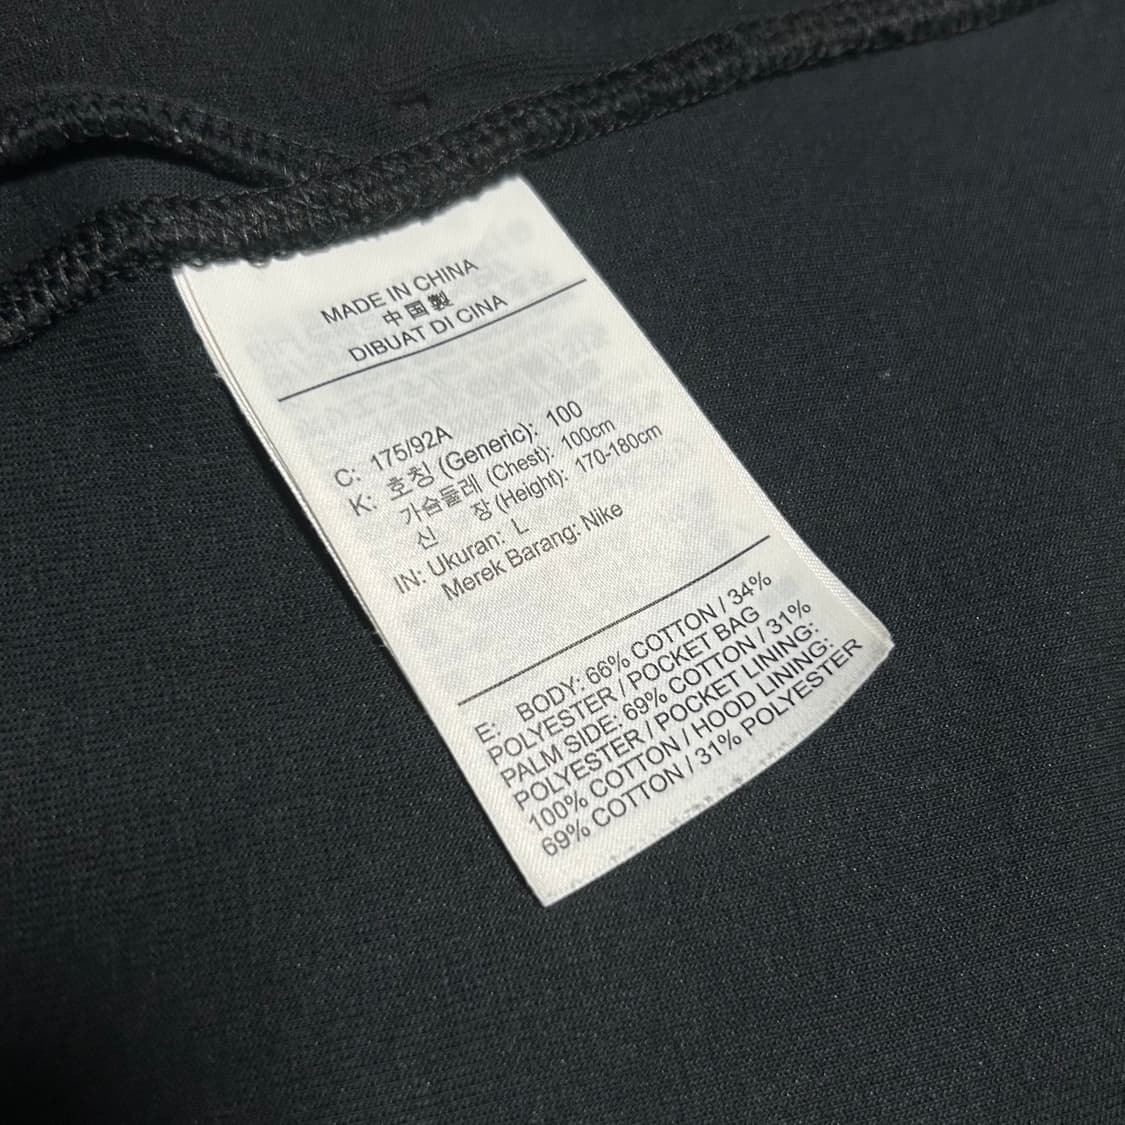 MADE IN CHINA
中国製
DIBUAT DI CINA
C: 175/92A
K: 호칭 (Generic): 100
가슴둘레 (Chest): 100cm
신 장 (Height): 170-180cm
IN: Ukuran: L
Merek Barang: Nike
E: BODY: 66% COTTON / 34%
POLYESTER / POCKET BAG
PALM SIDE: 69% COTTON / 31%
POLYESTER / POCKET LINING:
100% COTTON / HOOD LINING:
69% COTTON / 31% POLYESTER